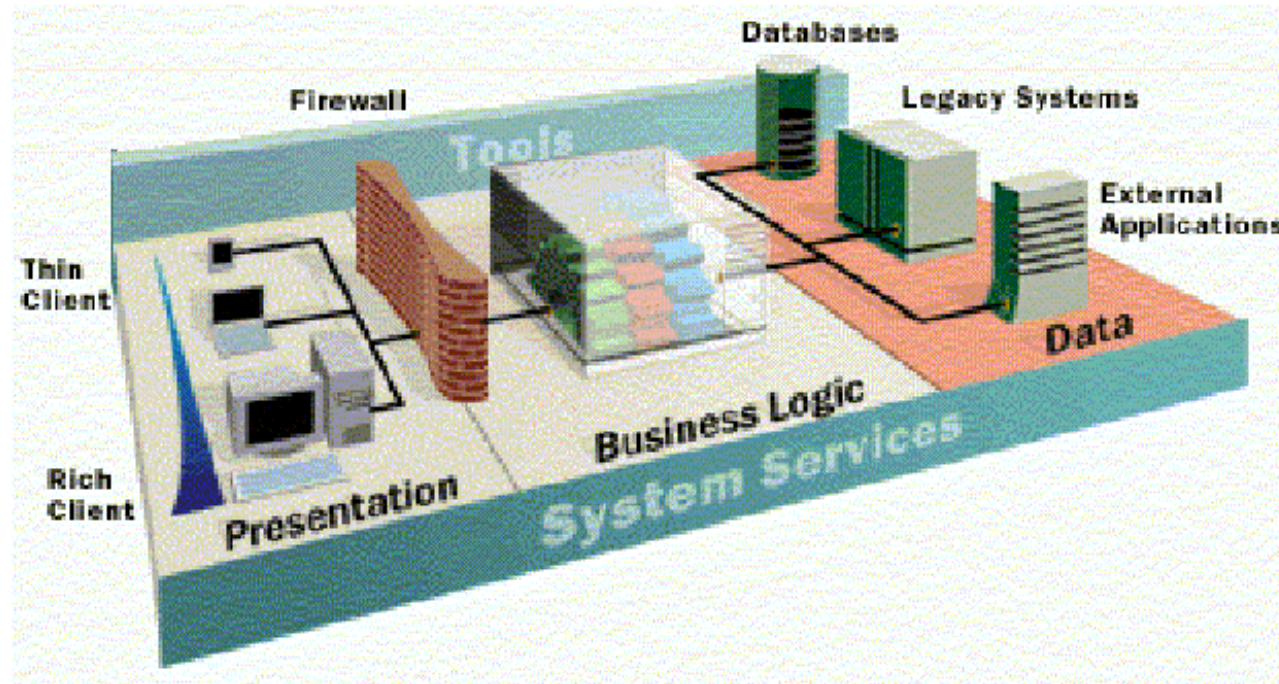 Databases
Firewall
Legacy Systems
Tools
External
Applications
Thin
Client
Data
Business Logic
Rich
Client
Presentation
System Services